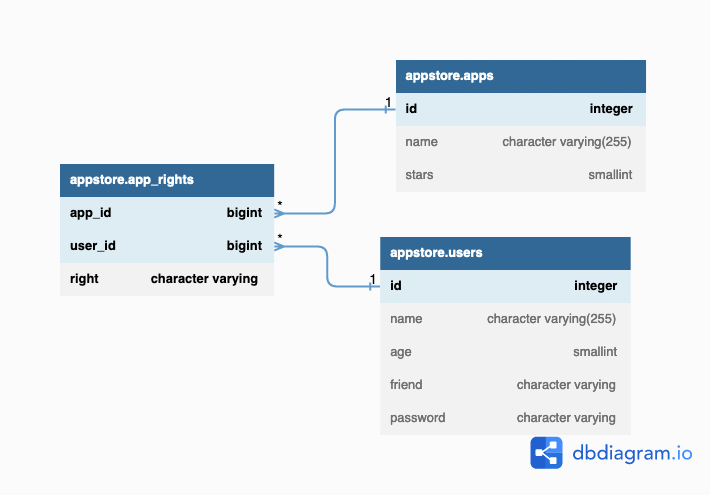 appstore.apps
id integer
name character varying(255)
stars smallint
1
appstore.app_rights
app_id bigint
*
user_id bigint
*
right character varying
appstore.users
1
id integer
name character varying(255)
age smallint
friend character varying
password character varying
dbdiagram.io